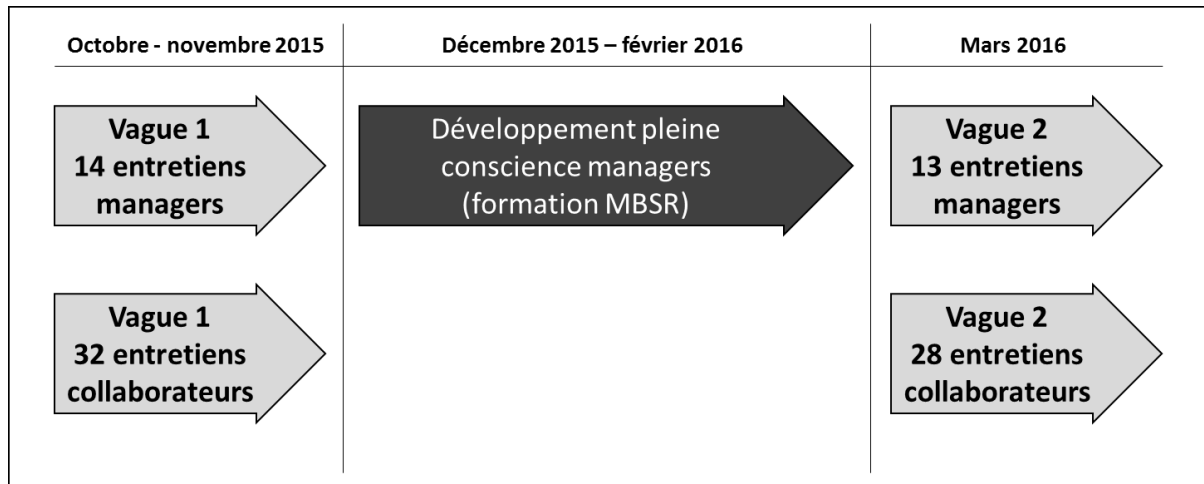 Octobre - novembre 2015
Décembre 2015 – février 2016
Mars 2016
Vague 1
14 entretiens
managers
Développement pleine
conscience managers
(formation MBSR)
Vague 2
13 entretiens
managers
Vague 1
32 entretiens
collaborateurs
Vague 2
28 entretiens
collaborateurs